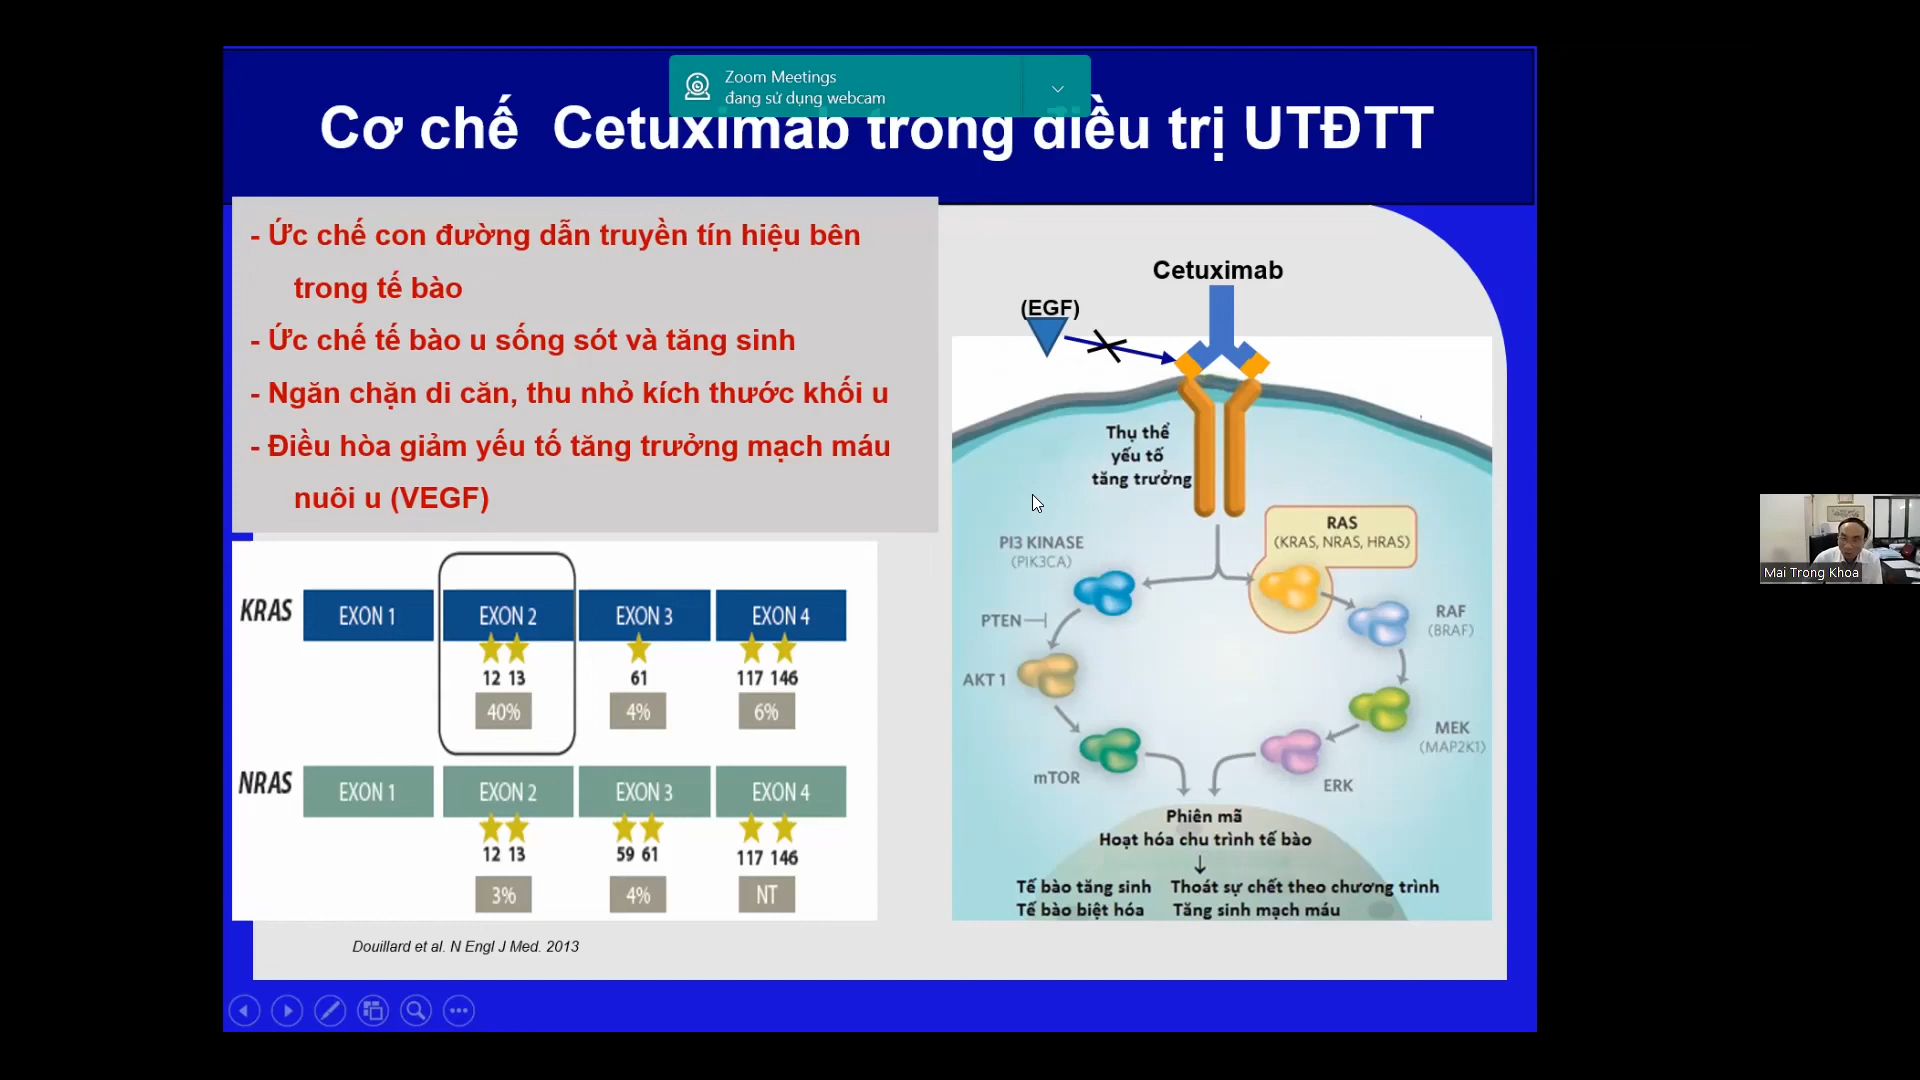 Zoom Meetings
đang sử dụng webcam
Cơ chế Cetuximab trong điều trị UTĐTT
- Ức chế con đường dẫn truyền tín hiệu bên
trong tế bào
- Ức chế tế bào u sống sót và tăng sinh
- Ngăn chặn di căn, thu nhỏ kích thước khối u
- Điều hòa giảm yếu tố tăng trưởng mạch máu
nuôi u (VEGF)
KRAS EXON 1 EXON 2 EXON 3 EXON 4
12 13 61 117 146
40% 4% 6%
NRAS EXON 1 EXON 2 EXON 3 EXON 4
12 13 59 61 117 146
3% 4% NT
Douillard et al. N Engl J Med. 2013
Cetuximab
(EGF)
Thụ thể
yếu tố
tăng trưởng
RAS
(KRAS, NRAS, HRAS)
PI3 KINASE
(PIK3CA)
PTEN
RAF
(BRAF)
AKT 1
MEK
(MAP2K1)
mTOR
ERK
Phiên mã
Hoạt hóa chu trình tế bào
Tế bào tăng sinh Thoát sự chết theo chương trình
Tế bào biệt hóa Tăng sinh mạch máu
Mai Trong Khoa